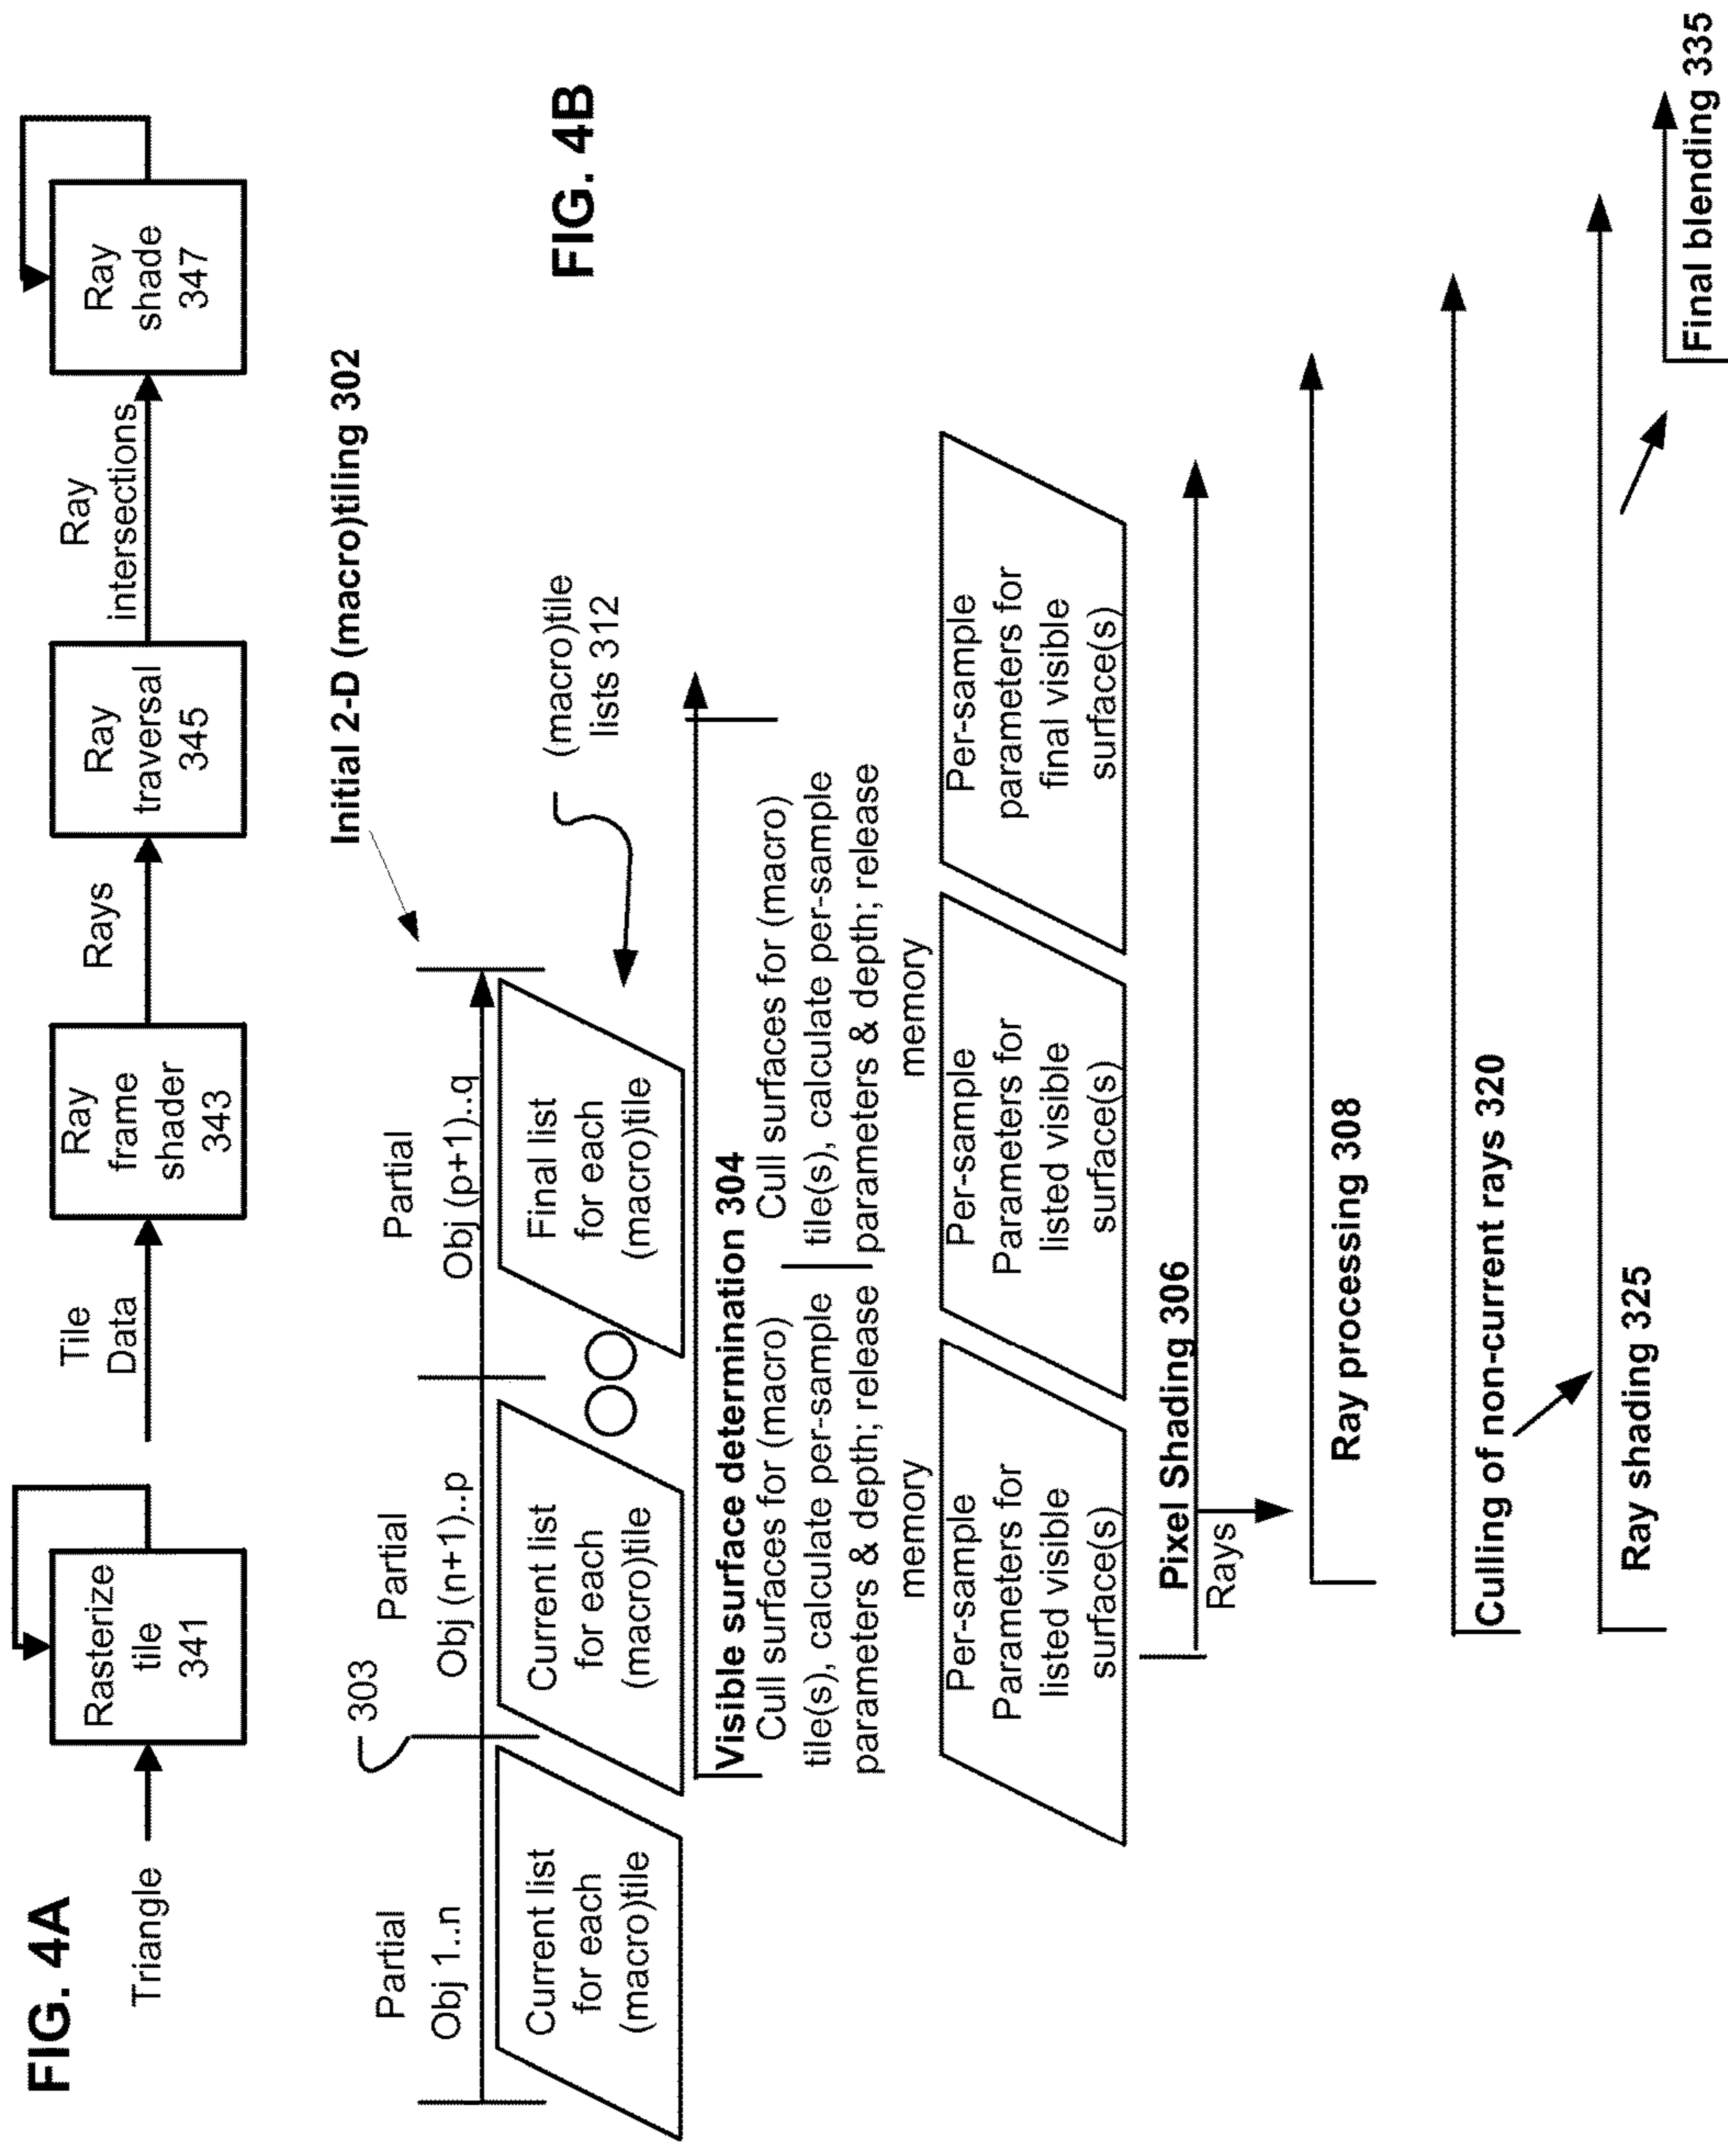 FIG. 4A
Triangle
Rasterize
tile
341
Tile
Data
Ray
frame
shader
343
Rays
Ray
traversal
345
Ray
intersections
Ray
shade
347
FIG. 4B
Initial 2-D (macro)tiling 302
303
Partial
Obj 1..n
Partial
Obj (n+1)..p
Partial
Obj (p+1)..q
Current list
for each
(macro)tile
Current list
for each
(macro)tile
Final list
for each
(macro)tile
(macro)tile
lists 312
Visible surface determination 304
Cull surfaces for (macro)
tile(s), calculate per-sample
parameters & depth; release
memory
Cull surfaces for (macro)
tile(s), calculate per-sample
parameters & depth; release
memory
Per-sample
Parameters for
listed visible
surface(s)
Per-sample
Parameters for
listed visible
surface(s)
Per-sample
parameters for
final visible
surface(s)
Pixel Shading 306
Rays
Ray processing 308
Culling of non-current rays 320
Ray shading 325
Final blending 335